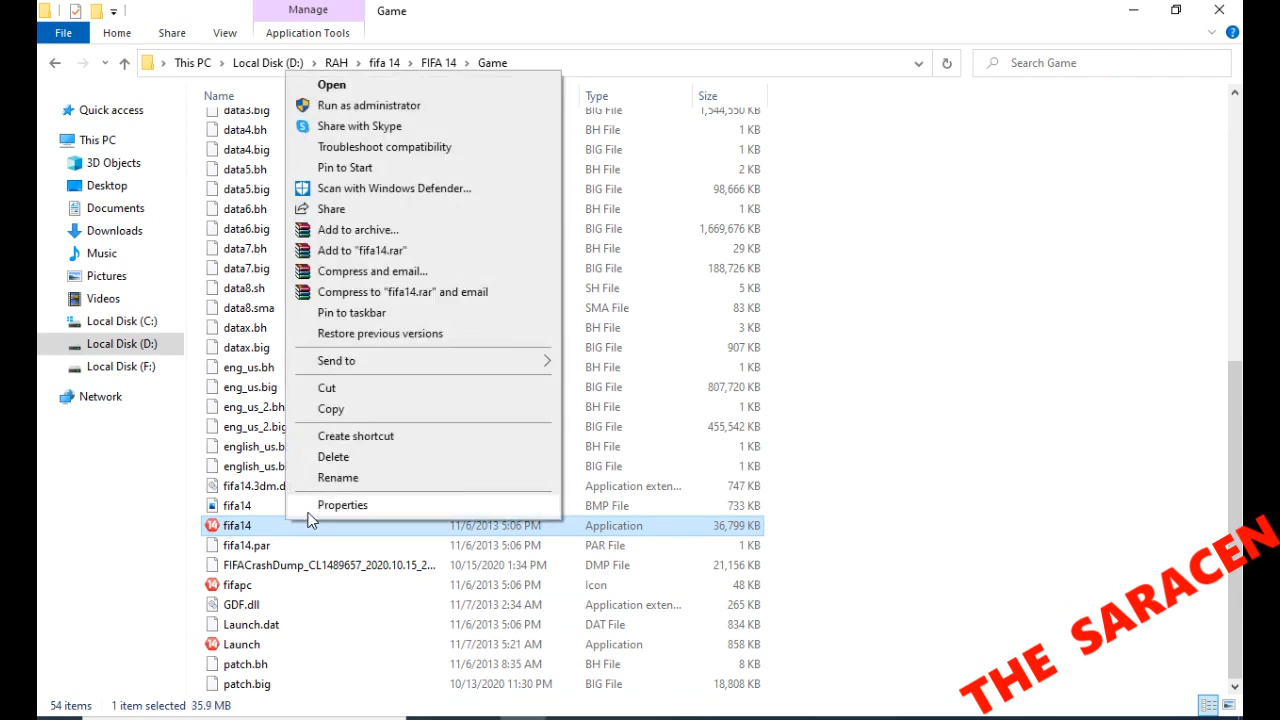 Manage
Game
File
Home
Share
View
Application Tools
This PC
Local Disk (D:)
RAH
fifa 14
FIFA 14
Game
Search Game
Quick access
This PC
3D Objects
Desktop
Documents
Downloads
Music
Pictures
Videos
Local Disk (C:)
Local Disk (D:)
Local Disk (F:)
Network
Name
Type
Size
data3.big
BIG File
1,544,550 KB
data4.bh
BH File
1 KB
data4.big
BIG File
1 KB
data5.bh
BH File
2 KB
data5.big
BIG File
98,666 KB
data6.bh
BH File
1 KB
data6.big
BIG File
1,669,676 KB
data7.bh
BH File
29 KB
data7.big
BIG File
188,726 KB
data8.sh
SH File
5 KB
data8.sma
SMA File
83 KB
datax.bh
BH File
3 KB
datax.big
BIG File
907 KB
eng_us.bh
BH File
1 KB
eng_us.big
BIG File
807,720 KB
eng_us_2.bh
BH File
1 KB
eng_us_2.big
BIG File
455,542 KB
english_us.b
BH File
1 KB
english_us.b
BIG File
1 KB
fifa14.3dm.d
Application exten...
747 KB
fifa14
BMP File
733 KB
fifa14
11/6/2013 5:06 PM
Application
36,799 KB
fifa14.par
11/6/2013 5:06 PM
PAR File
1 KB
FIFACrashDump_CL1489657_2020.10.15_2...
10/15/2020 1:34 PM
DMP File
21,156 KB
fifapc
11/6/2013 5:06 PM
Icon
48 KB
GDF.dll
11/7/2013 2:34 AM
Application exten...
265 KB
Launch.dat
11/6/2013 5:06 PM
DAT File
834 KB
Launch
11/7/2013 5:21 AM
Application
858 KB
patch.bh
11/6/2013 8:35 AM
BH File
8 KB
patch.big
10/13/2020 11:30 PM
BIG File
18,808 KB
Open
Run as administrator
Share with Skype
Troubleshoot compatibility
Pin to Start
Scan with Windows Defender...
Share
Add to archive...
Add to "fifa14.rar"
Compress and email...
Compress to "fifa14.rar" and email
Pin to taskbar
Restore previous versions
Send to
Cut
Copy
Create shortcut
Delete
Rename
Properties
54 items
1 item selected 35.9 MB
THE SARACEN